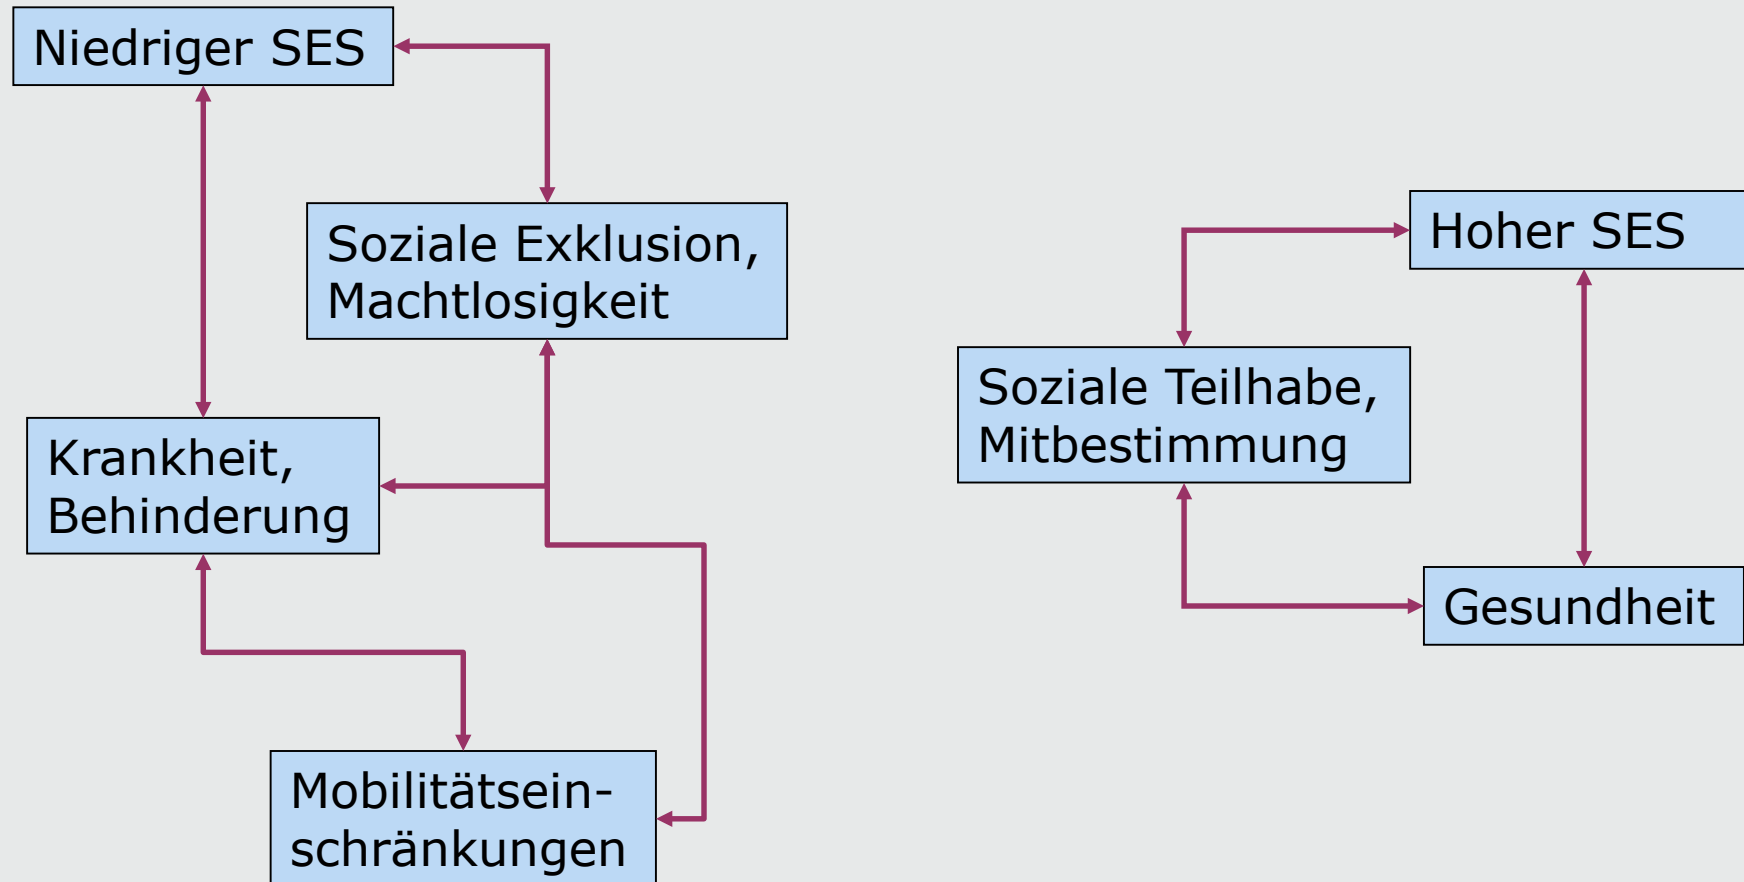 Niedriger SES
Soziale Exklusion,
Machtlosigkeit
Krankheit,
Behinderung
Mobilitätsein-
schränkungen
Hoher SES
Soziale Teilhabe,
Mitbestimmung
Gesundheit